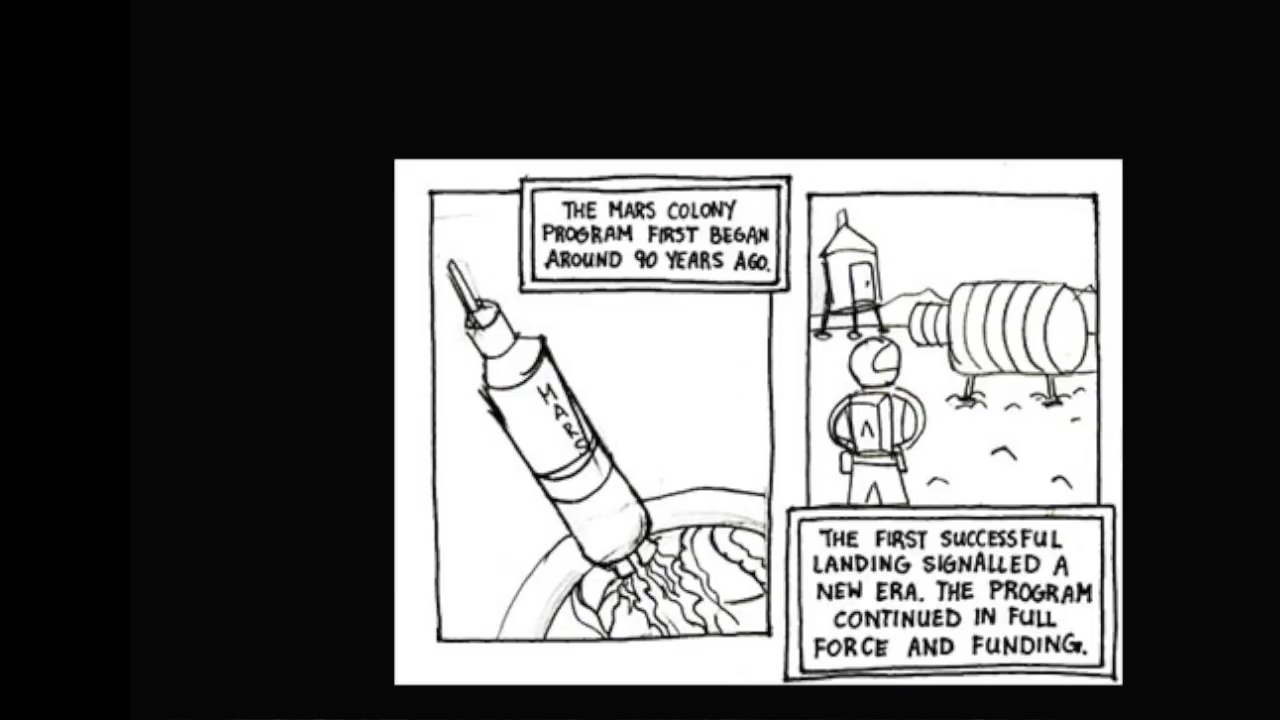 THE MARS COLONY
PROGRAM FIRST BEGAN
AROUND 90 YEARS AGO.
MARS
THE FIRST SUCCESSFUL
LANDING SIGNALLED A
NEW ERA. THE PROGRAM
CONTINUED IN FULL
FORCE AND FUNDING.